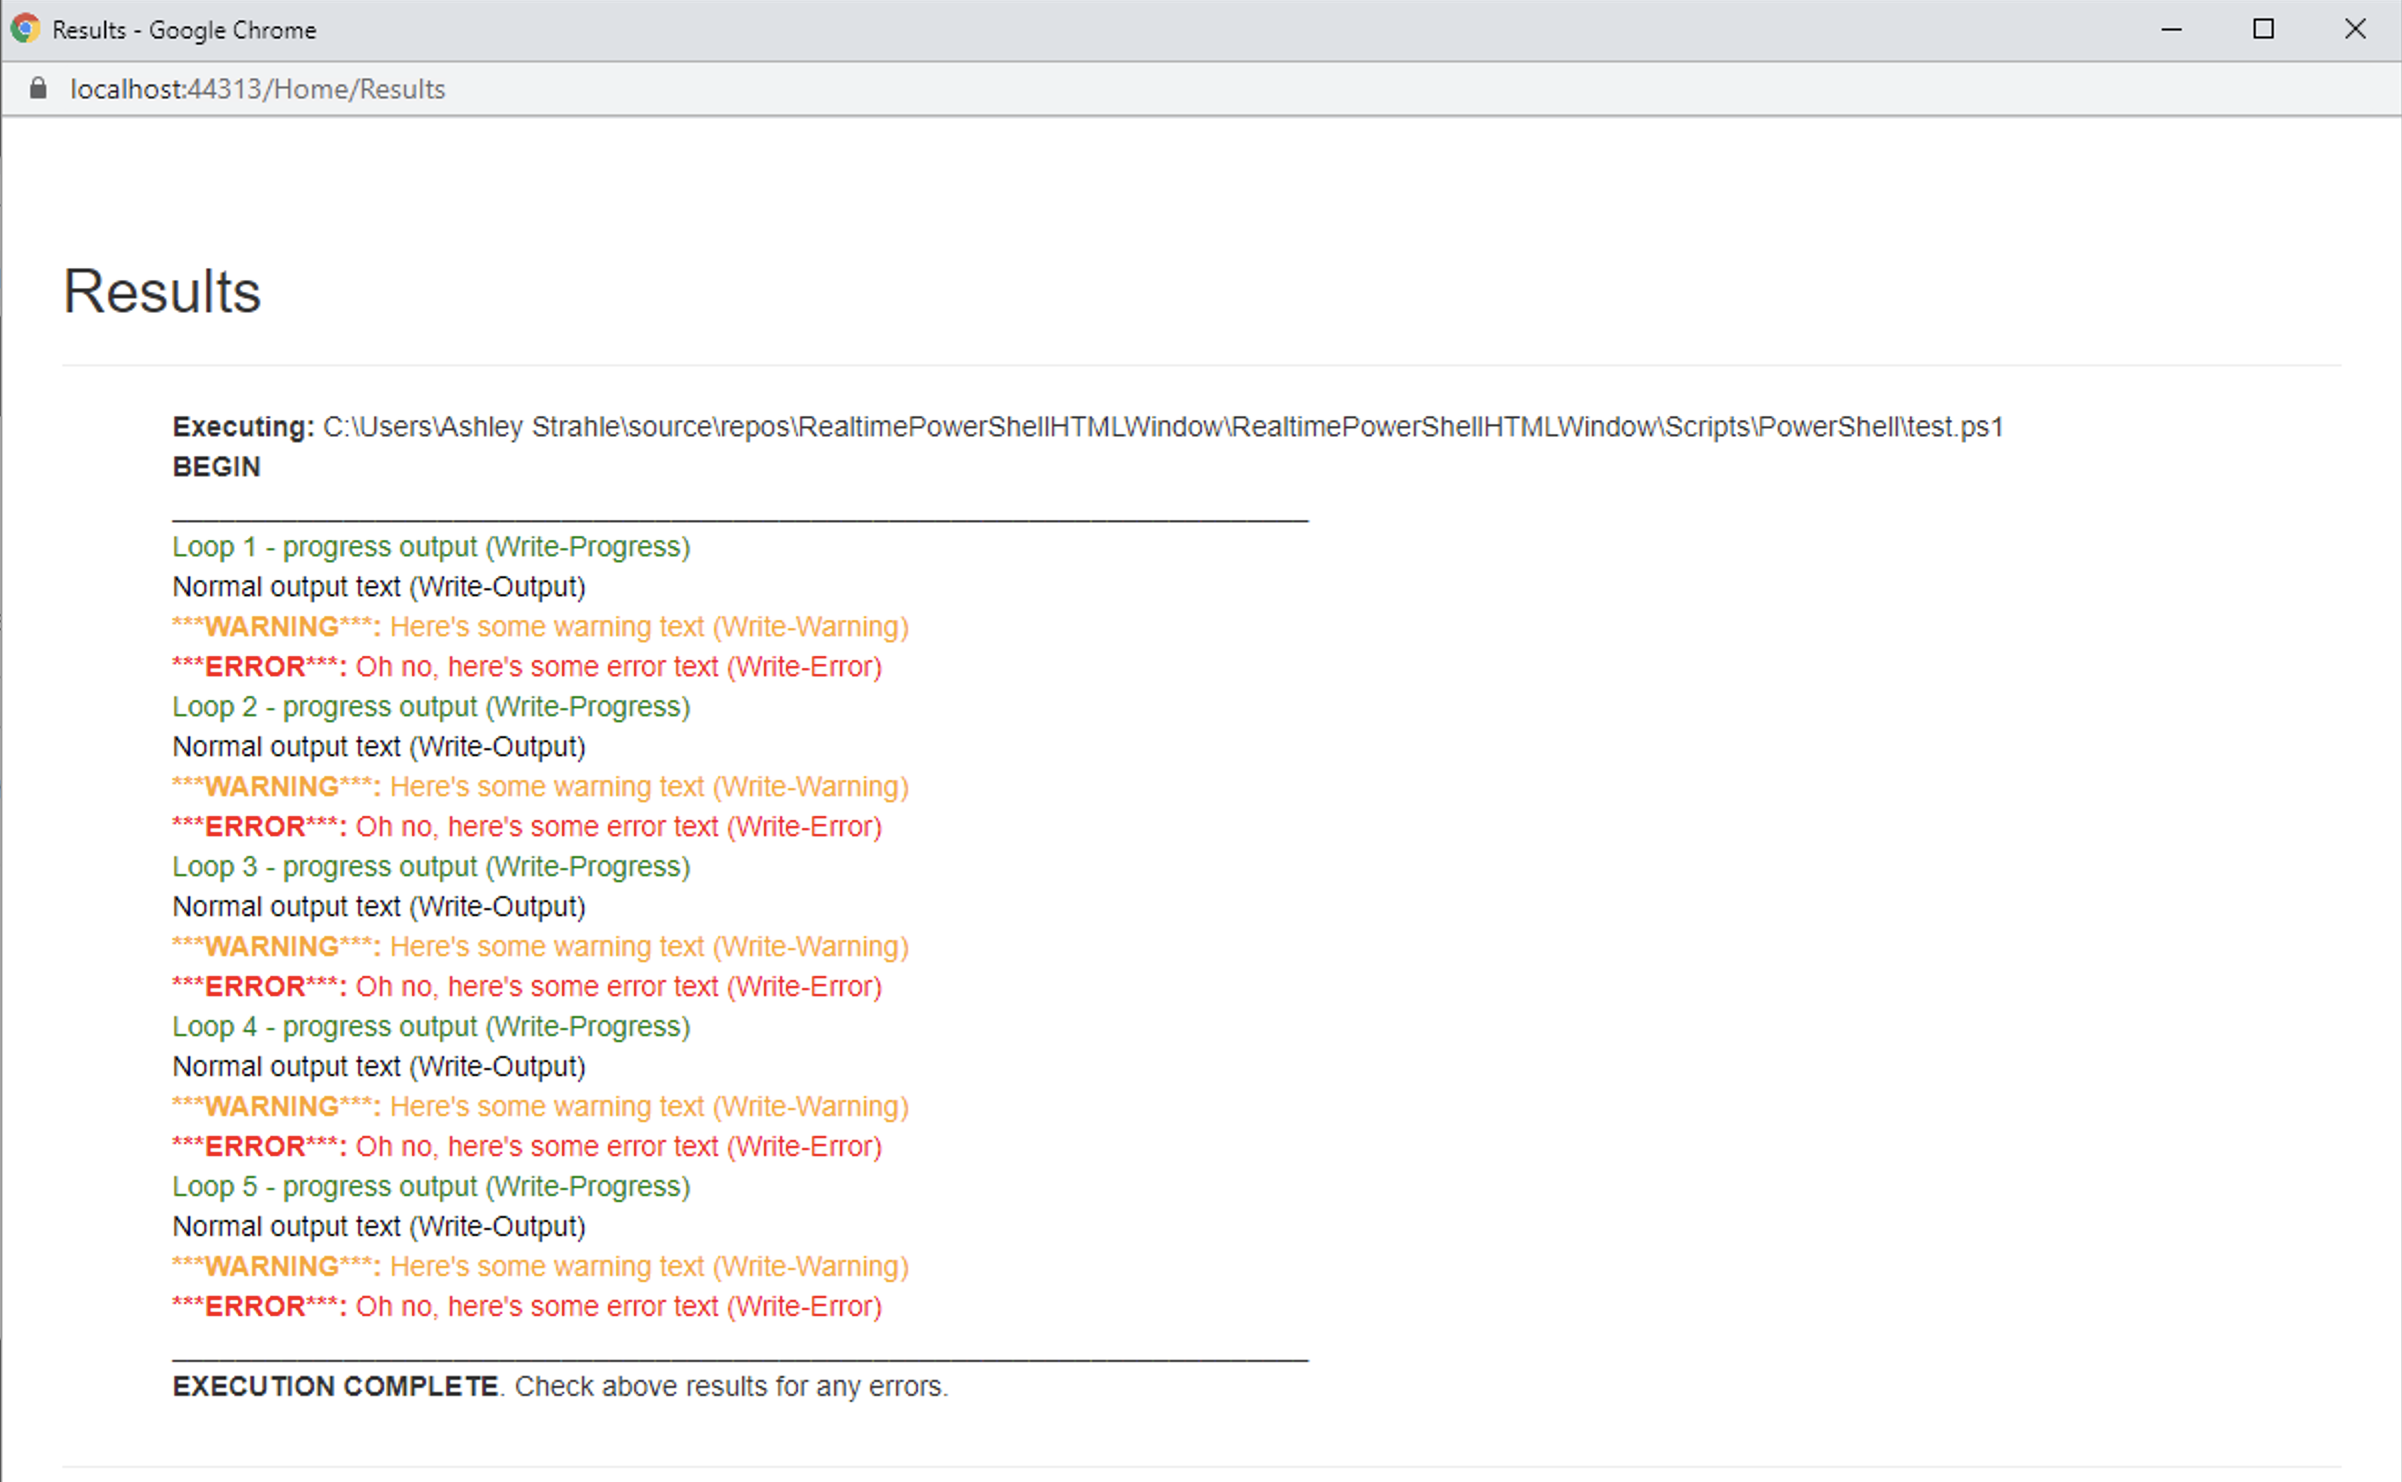 Results - Google Chrome
localhost:44313/Home/Results
Results
Executing: C:\Users\Ashley Strahle\source\repos\RealtimePowerShellHTMLWindow\RealtimePowerShellHTMLWindow\Scripts\PowerShell\test.ps1
BEGIN
Loop 1 - progress output (Write-Progress)
Normal output text (Write-Output)
***WARNING***: Here's some warning text (Write-Warning)
***ERROR***: Oh no, here's some error text (Write-Error)
Loop 2 - progress output (Write-Progress)
Normal output text (Write-Output)
***WARNING***: Here's some warning text (Write-Warning)
***ERROR***: Oh no, here's some error text (Write-Error)
Loop 3 - progress output (Write-Progress)
Normal output text (Write-Output)
***WARNING***: Here's some warning text (Write-Warning)
***ERROR***: Oh no, here's some error text (Write-Error)
Loop 4 - progress output (Write-Progress)
Normal output text (Write-Output)
***WARNING***: Here's some warning text (Write-Warning)
***ERROR***: Oh no, here's some error text (Write-Error)
Loop 5 - progress output (Write-Progress)
Normal output text (Write-Output)
***WARNING***: Here's some warning text (Write-Warning)
***ERROR***: Oh no, here's some error text (Write-Error)
EXECUTION COMPLETE. Check above results for any errors.